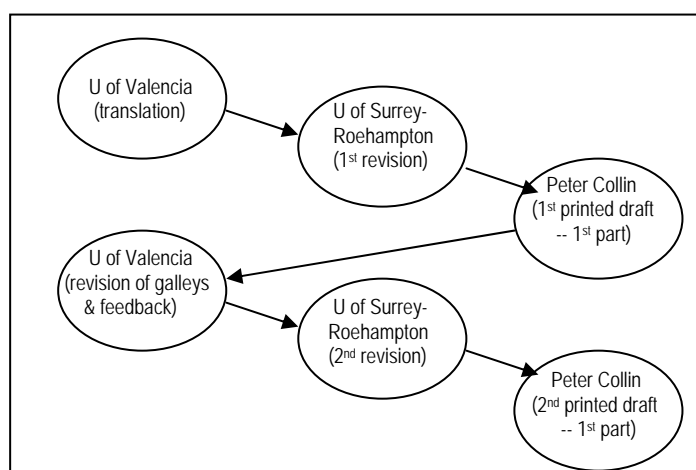 U of Valencia
(translation)
U of Surrey-
Roehampton
(1st revision)
Peter Collin
(1st printed draft
-- 1st part)
U of Valencia
(revision of galleys
& feedback)
U of Surrey-
Roehampton
(2nd revision)
Peter Collin
(2nd printed draft
-- 1st part)